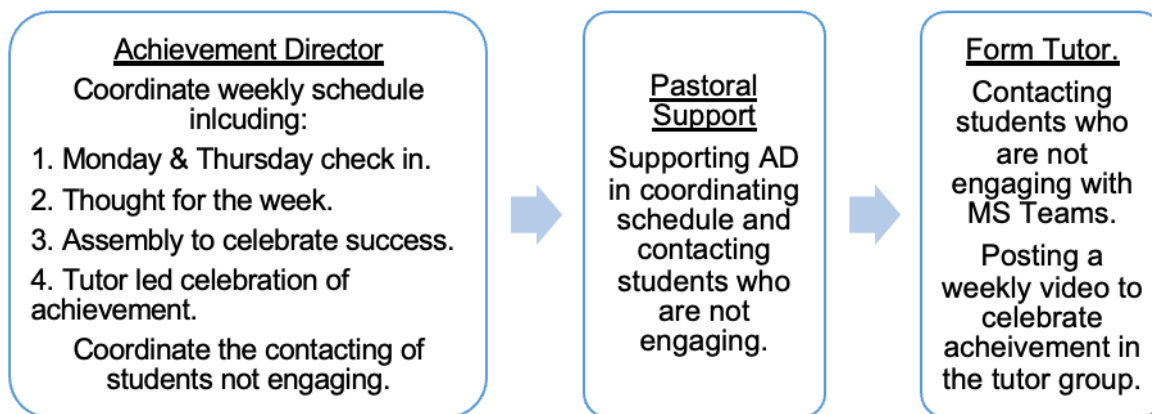 Achievement Director
Coordinate weekly schedule
inlcuding:
1. Monday & Thursday check in.
2. Thought for the week.
3. Assembly to celebrate success.
4. Tutor led celebration of
achievement.
Coordinate the contacting of
students not engaging.
Pastoral
Support
Supporting AD
in coordinating
schedule and
contacting
students who
are not
engaging.
Form Tutor.
Contacting
students who
are not
engaging with
MS Teams.
Posting a
weekly video to
celebrate
acheivement in
the tutor group.